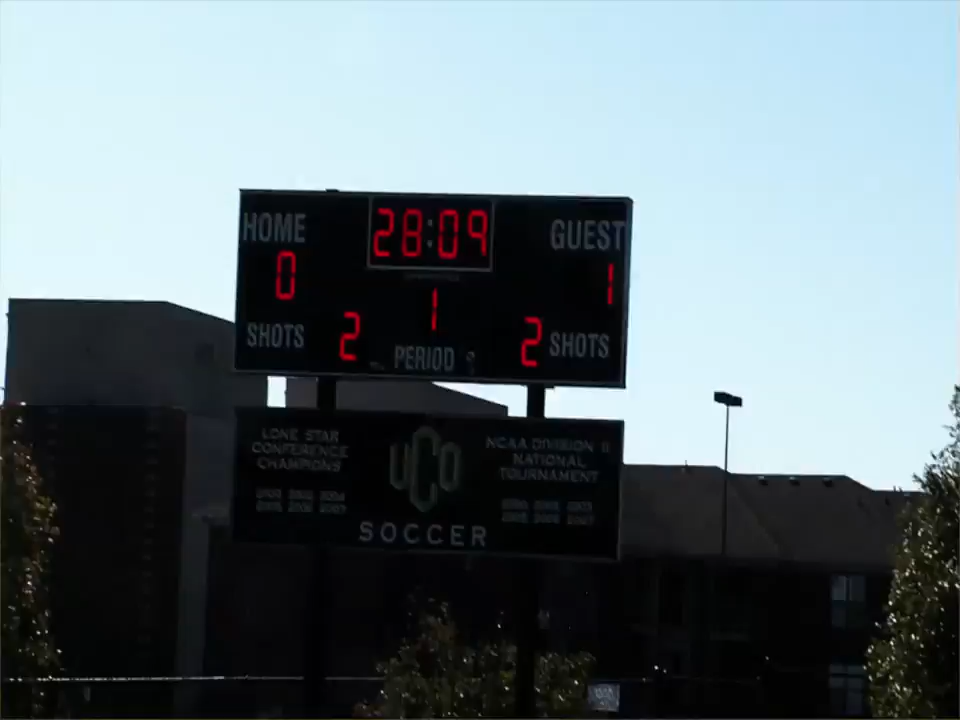 HOME 28:09 GUEST
0 1 1
SHOTS 2 PERIOD 2 SHOTS
LONE STAR
CONFERENCE
CHAMPIONS
UCO
SOCCER
NCAA DIVISION II
NATIONAL
TOURNAMENT